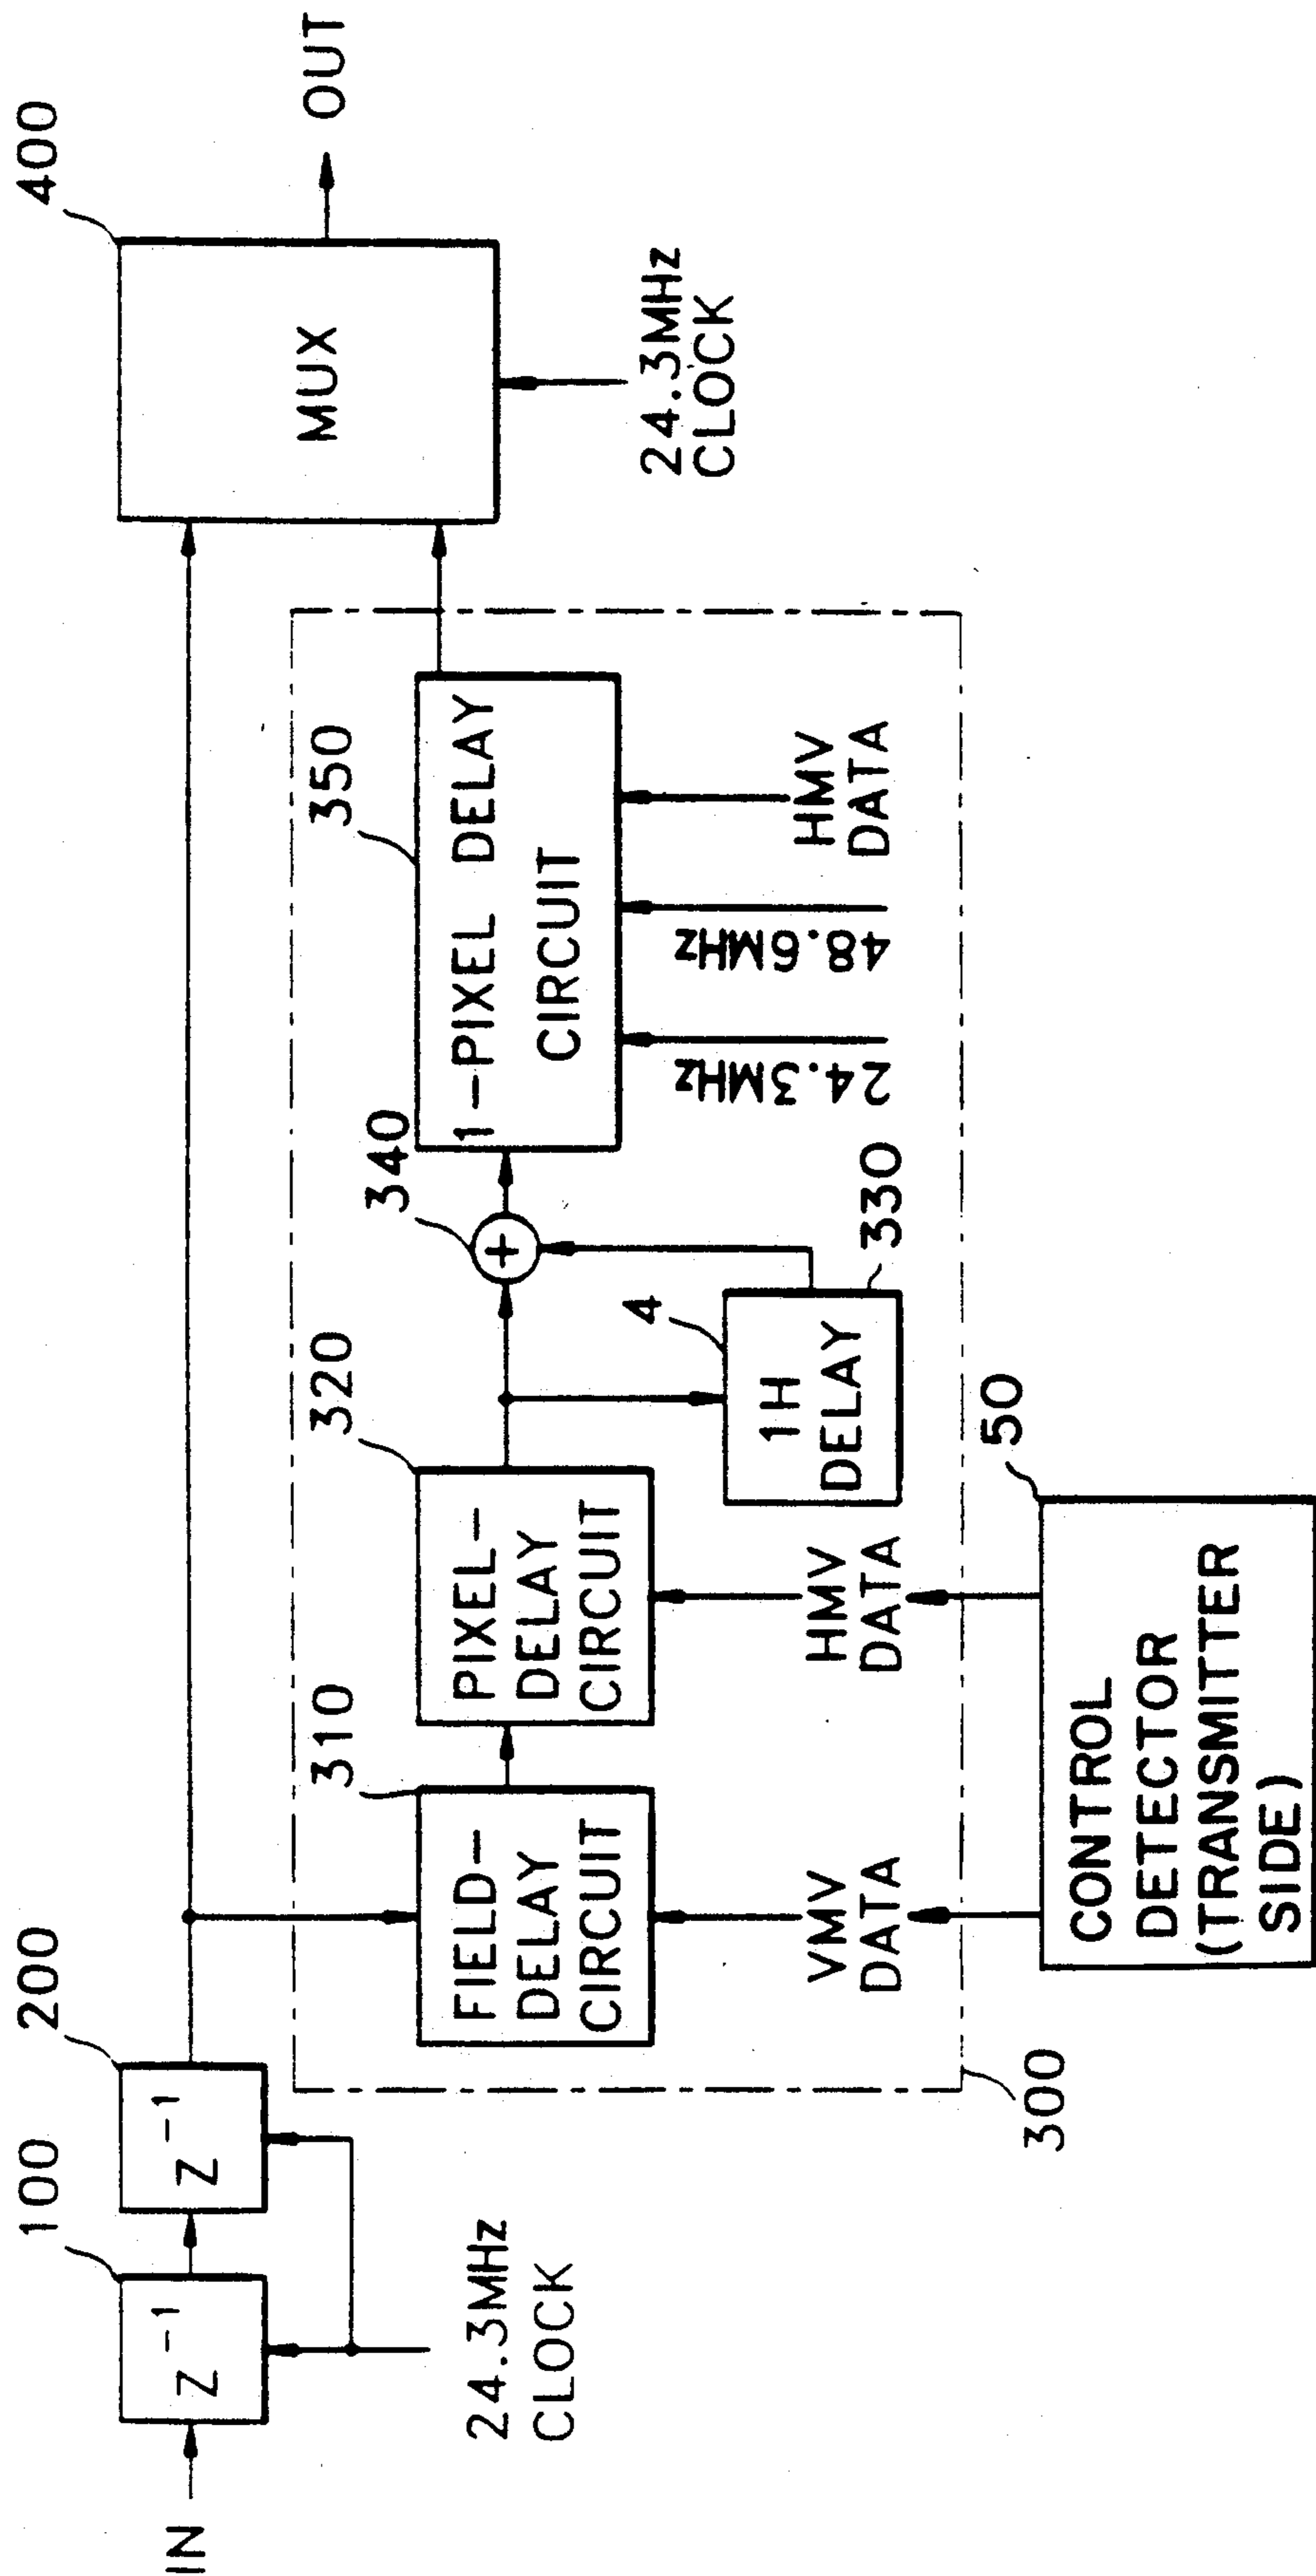 IN
100
Z⁻¹
200
Z⁻¹
24.3MHz
CLOCK
400
MUX
OUT
24.3MHz
CLOCK
300
310
FIELD-
DELAY
CIRCUIT
VMV
DATA
320
PIXEL-
DELAY
CIRCUIT
HMV
DATA
4
1H
DELAY
330
340
+
350
1-PIXEL DELAY
CIRCUIT
24.3MHz
48.6MHz
HMV
DATA
50
CONTROL
DETECTOR
(TRANSMITTER
SIDE)